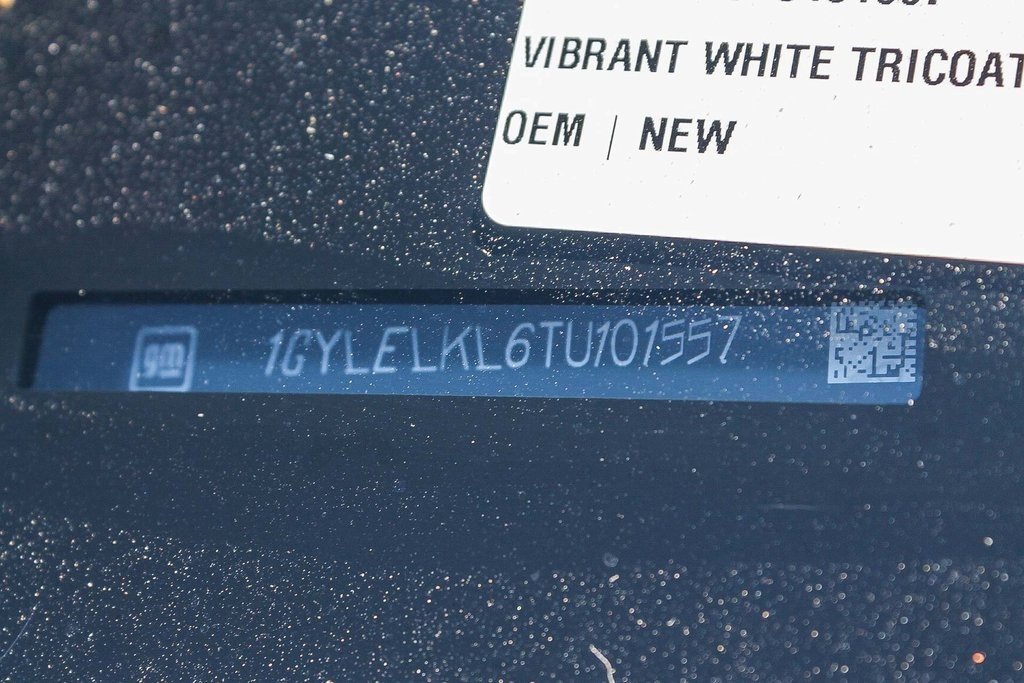 VIBRANT WHITE TRICOAT
OEM | NEW
gm 1GYLELKL6TU101557